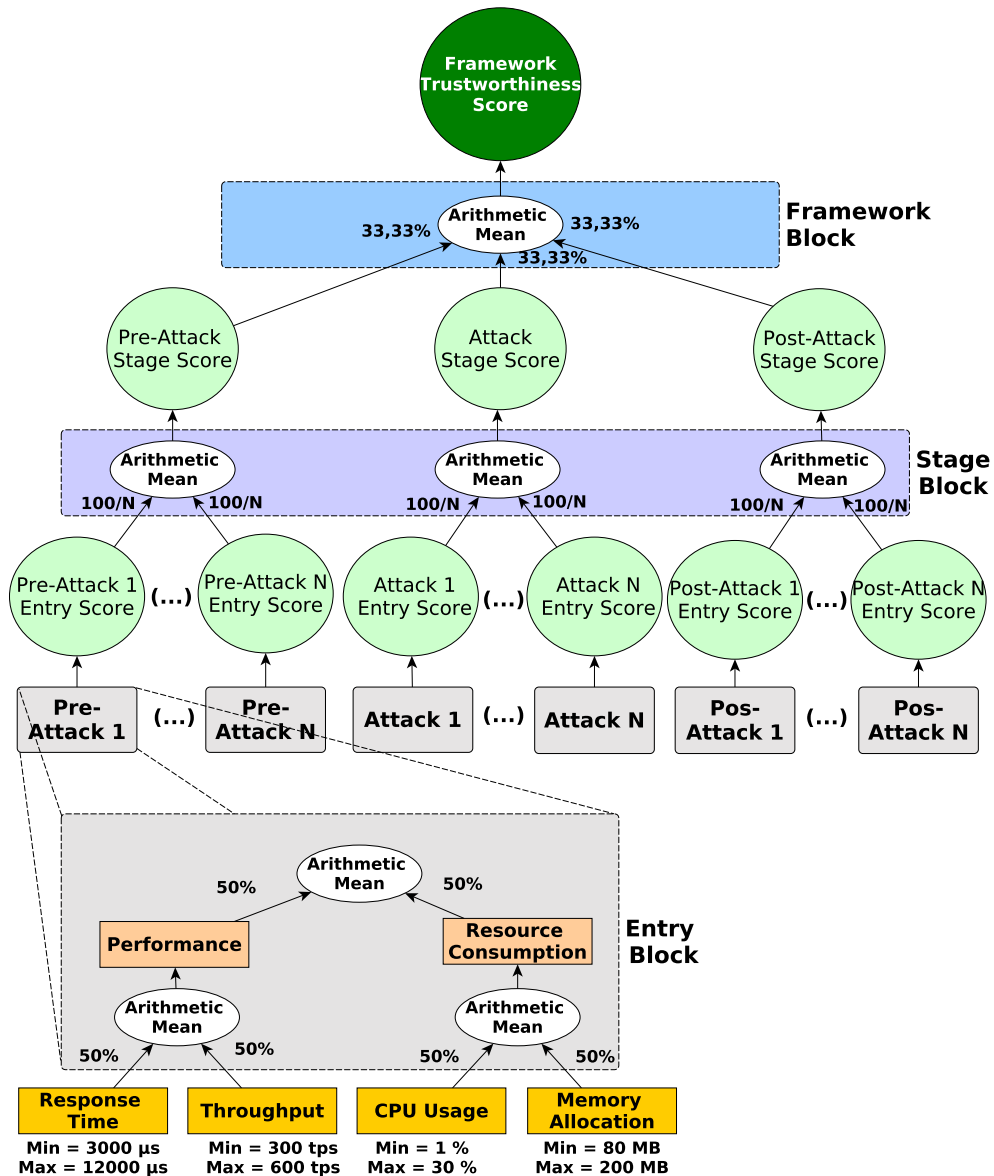 Framework
Trustworthiness
Score
Arithmetic
Mean
33,33%
33,33%
33,33%
Framework
Block
Pre-Attack
Stage Score
Attack
Stage Score
Post-Attack
Stage Score
Arithmetic
Mean
100/N
100/N
Arithmetic
Mean
100/N
100/N
Arithmetic
Mean
100/N
100/N
Stage
Block
Pre-Attack 1
Entry Score
(...)
Pre-Attack N
Entry Score
Attack 1
Entry Score
(...)
Attack N
Entry Score
Post-Attack 1
Entry Score
(...)
Post-Attack N
Entry Score
Pre-
Attack 1
(...)
Pre-
Attack N
Attack 1
(...)
Attack N
Pos-
Attack 1
(...)
Pos-
Attack N
Arithmetic
Mean
50%
50%
Performance
Resource
Consumption
Entry
Block
Arithmetic
Mean
50%
50%
Arithmetic
Mean
50%
50%
Response
Time
Throughput
CPU Usage
Memory
Allocation
Min = 3000 µs
Max = 12000 µs
Min = 300 tps
Max = 600 tps
Min = 1 %
Max = 30 %
Min = 80 MB
Max = 200 MB